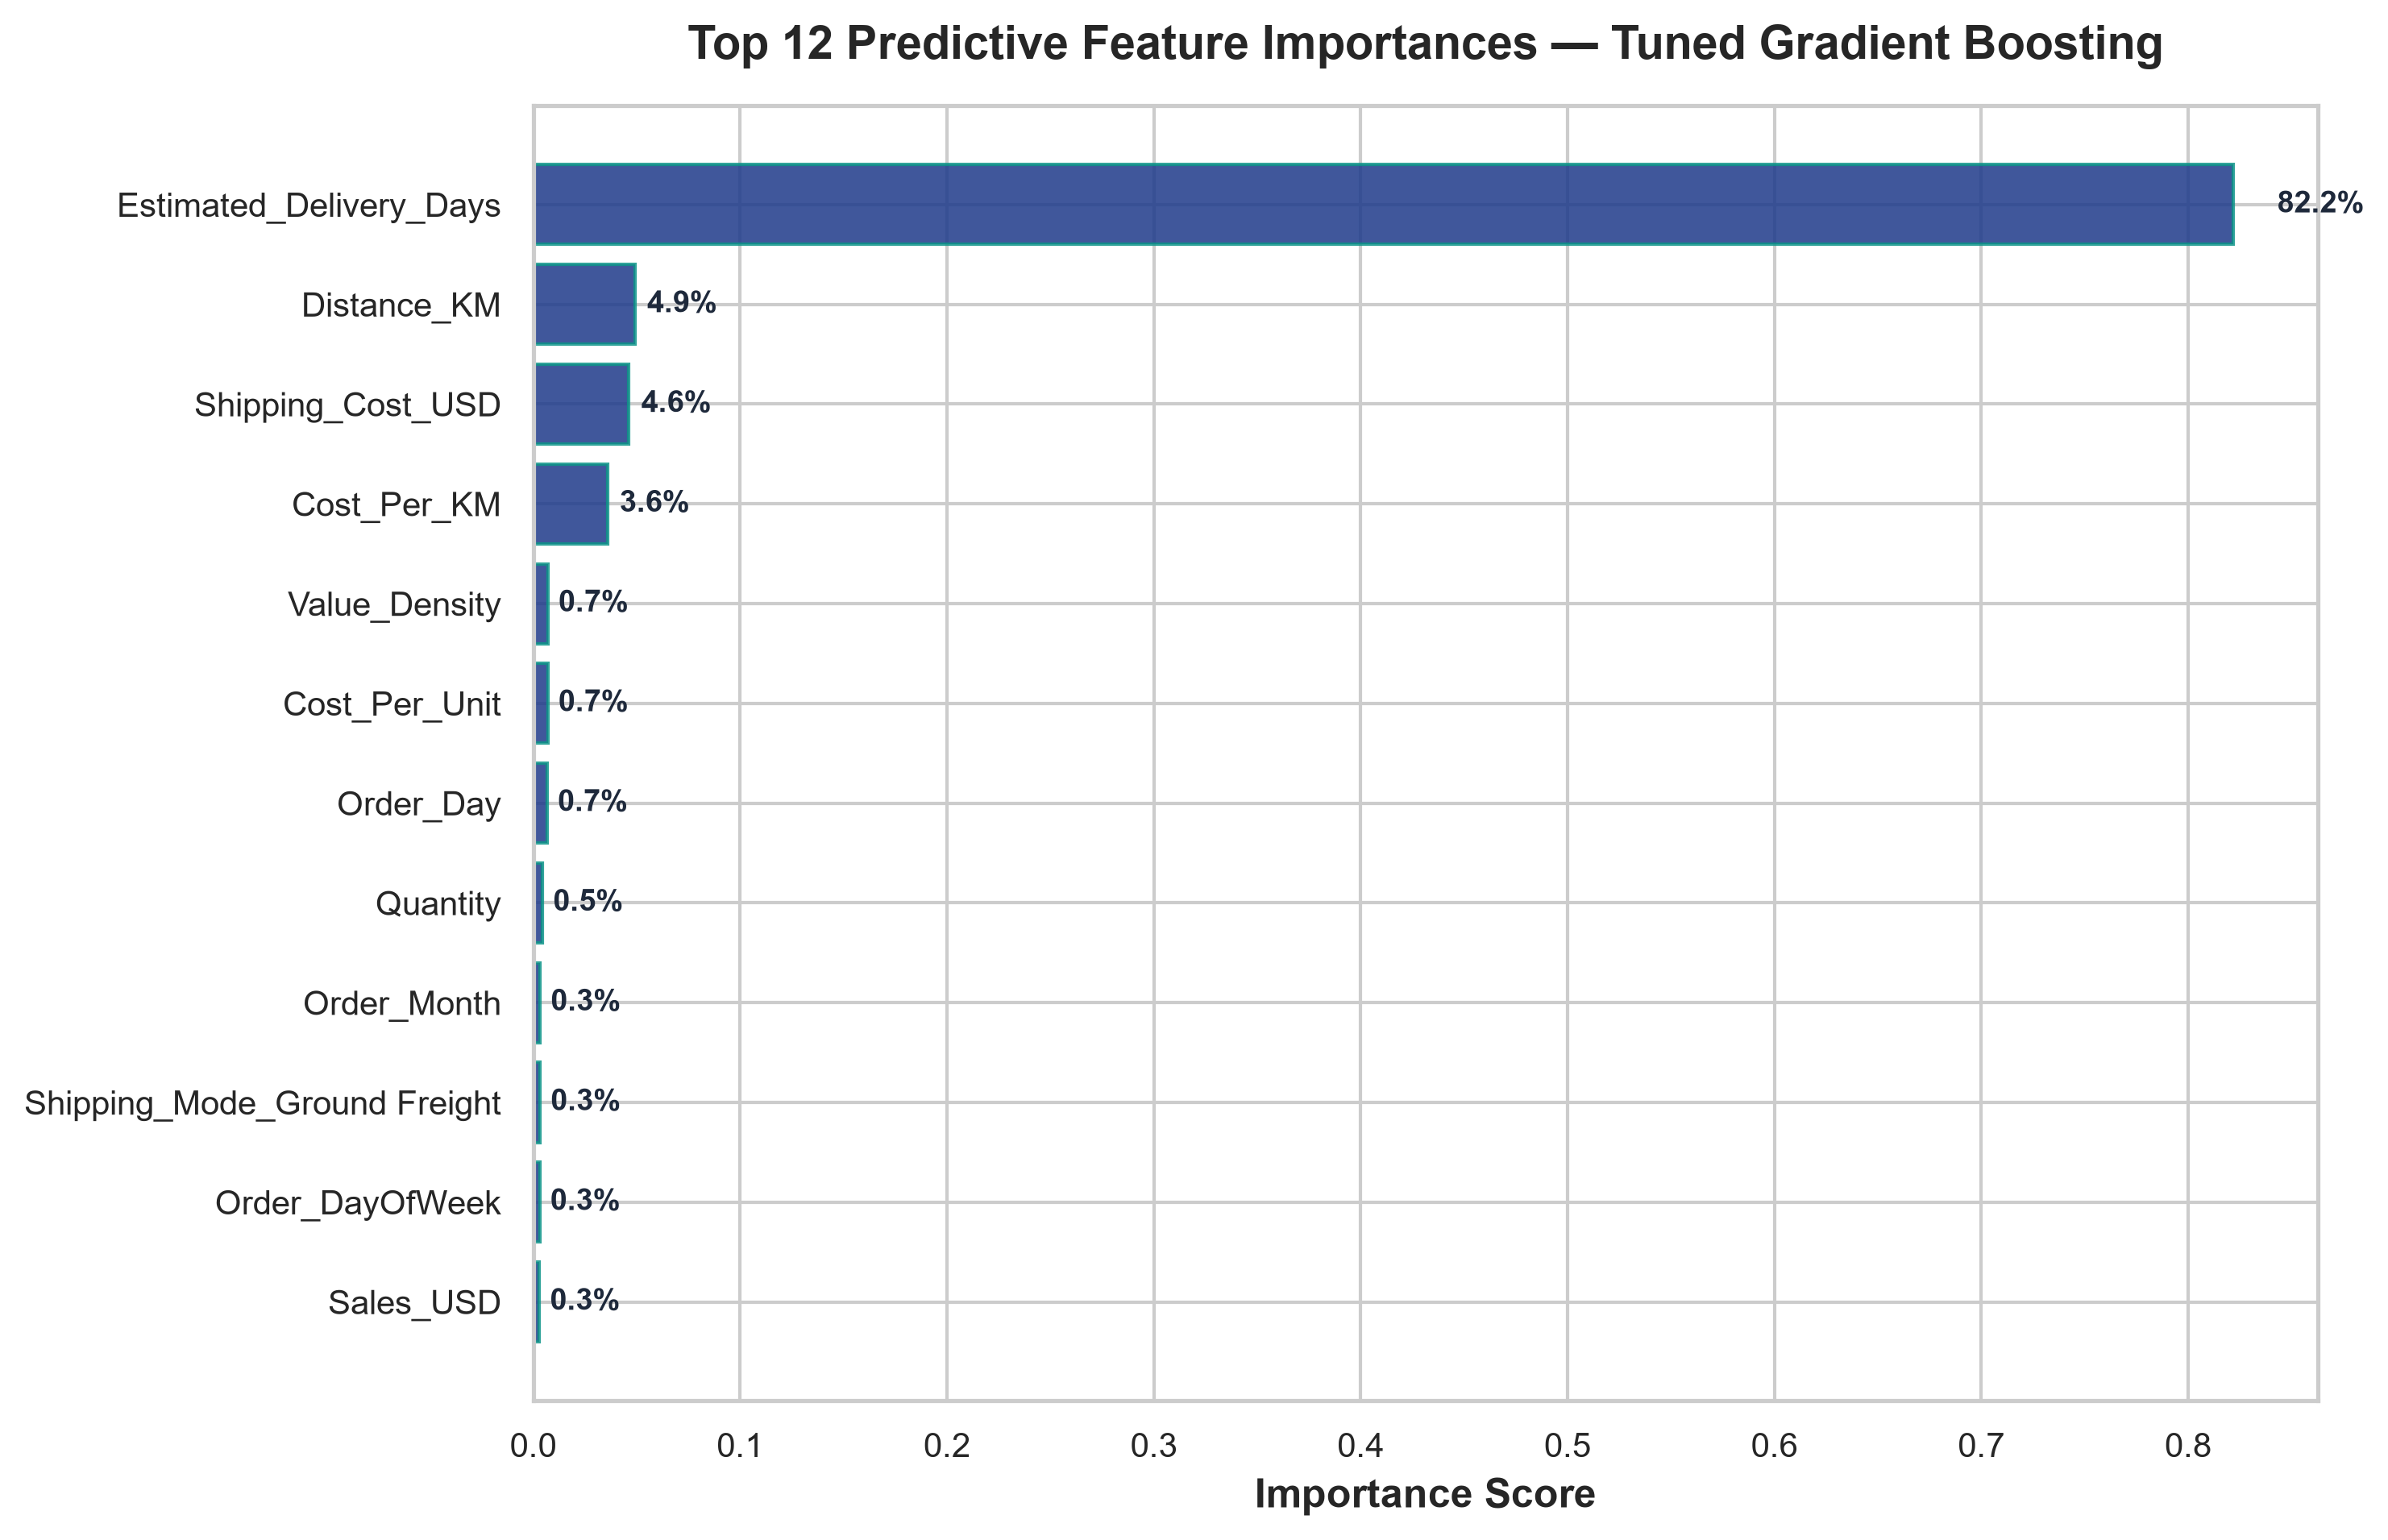 Top 12 Predictive Feature Importances — Tuned Gradient Boosting
Estimated_Delivery_Days 82.2%
Distance_KM 4.9%
Shipping_Cost_USD 4.6%
Cost_Per_KM 3.6%
Value_Density 0.7%
Cost_Per_Unit 0.7%
Order_Day 0.7%
Quantity 0.5%
Order_Month 0.3%
Shipping_Mode_Ground Freight 0.3%
Order_DayOfWeek 0.3%
Sales_USD 0.3%
0.0 0.1 0.2 0.3 0.4 0.5 0.6 0.7 0.8
Importance Score